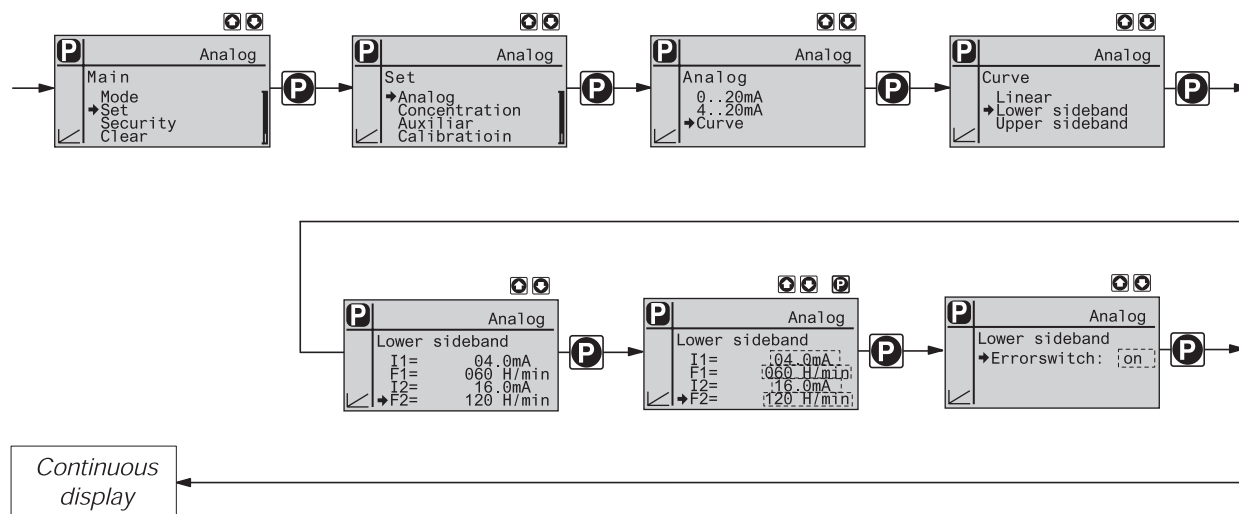 P Analog
Main
Mode
Set
Security
Clear
P
P Analog
Set
Analog
Concentration
Auxiliar
Calibratioin
P
P Analog
Analog
0..20mA
4..20mA
Curve
P
P Analog
Curve
Linear
Lower sideband
Upper sideband
P
P Analog
Lower sideband
I1= 04.0mA
F1= 060 H/min
I2= 16.0mA
F2= 120 H/min
P
P
P Analog
Lower sideband
I1= 04.0mA
F1= 060 H/min
I2= 16.0mA
F2= 120 H/min
P
P Analog
Lower sideband
Errorswitch: on
P
Continuous
display